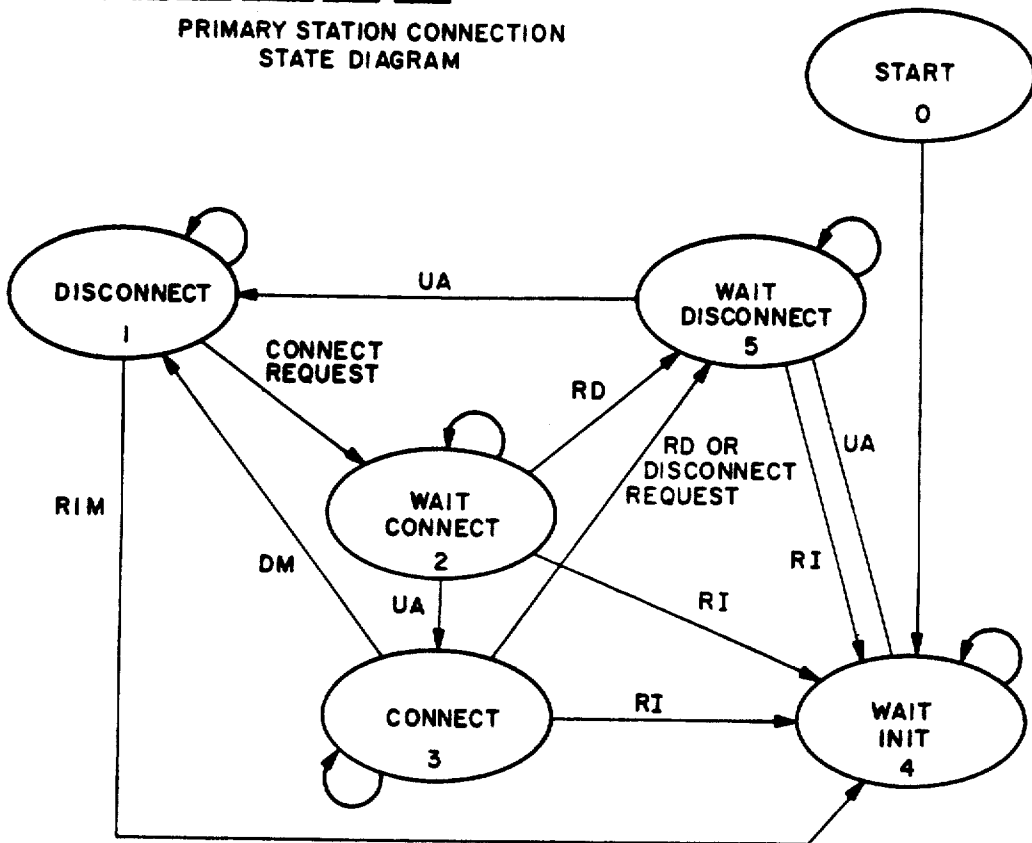 PRIMARY STATION CONNECTION
STATE DIAGRAM
START
0
DISCONNECT
1
UA
WAIT
DISCONNECT
5
CONNECT
REQUEST
RD
RD OR
DISCONNECT
REQUEST
UA
WAIT
CONNECT
2
RIM
DM
UA
RI
RI
CONNECT
3
RI
WAIT
INIT
4